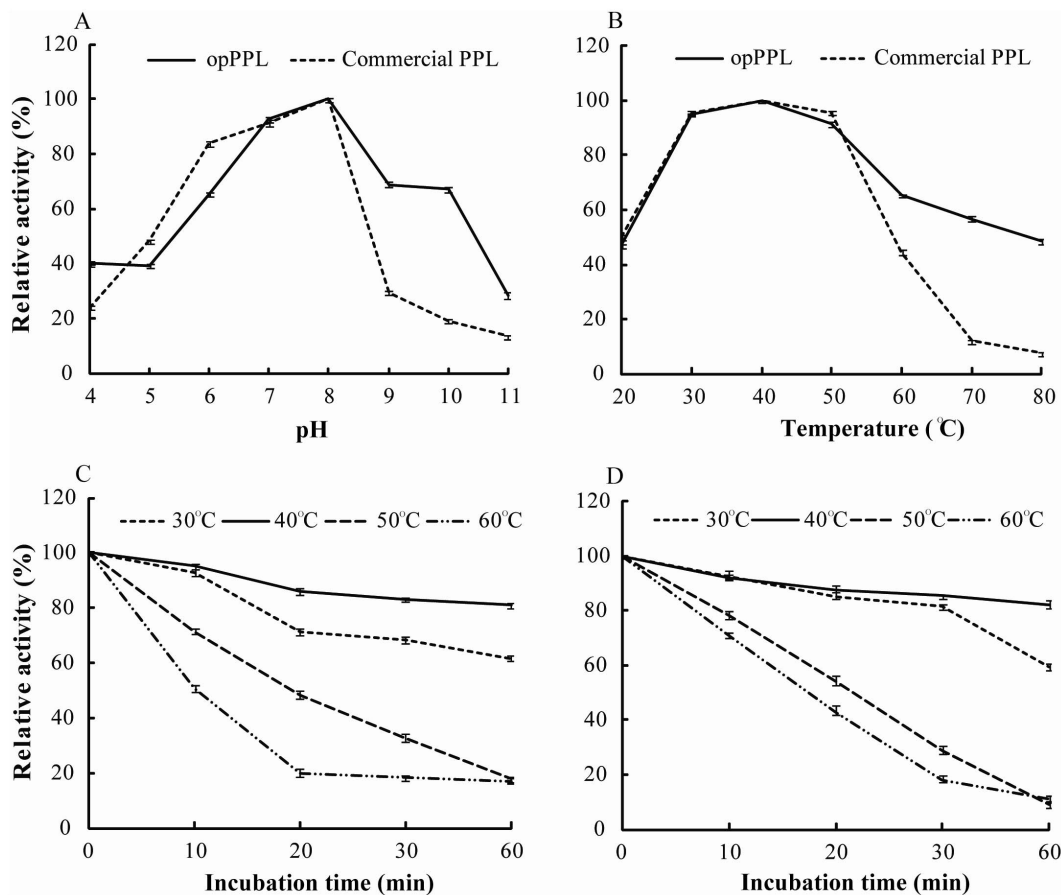 A
120
opPPL
Commercial PPL
100
80
60
40
20
0
4 5 6 7 8 9 10 11
Relative activity (%)
pH
B
120
opPPL
Commercial PPL
100
80
60
40
20
0
20 30 40 50 60 70 80
Temperature (°C)
C
120
30°C 40°C 50°C 60°C
100
80
60
40
20
0
0 10 20 30 60
Relative activity (%)
Incubation time (min)
D
120
30°C 40°C 50°C 60°C
100
80
60
40
20
0
0 10 20 30 60
Incubation time (min)